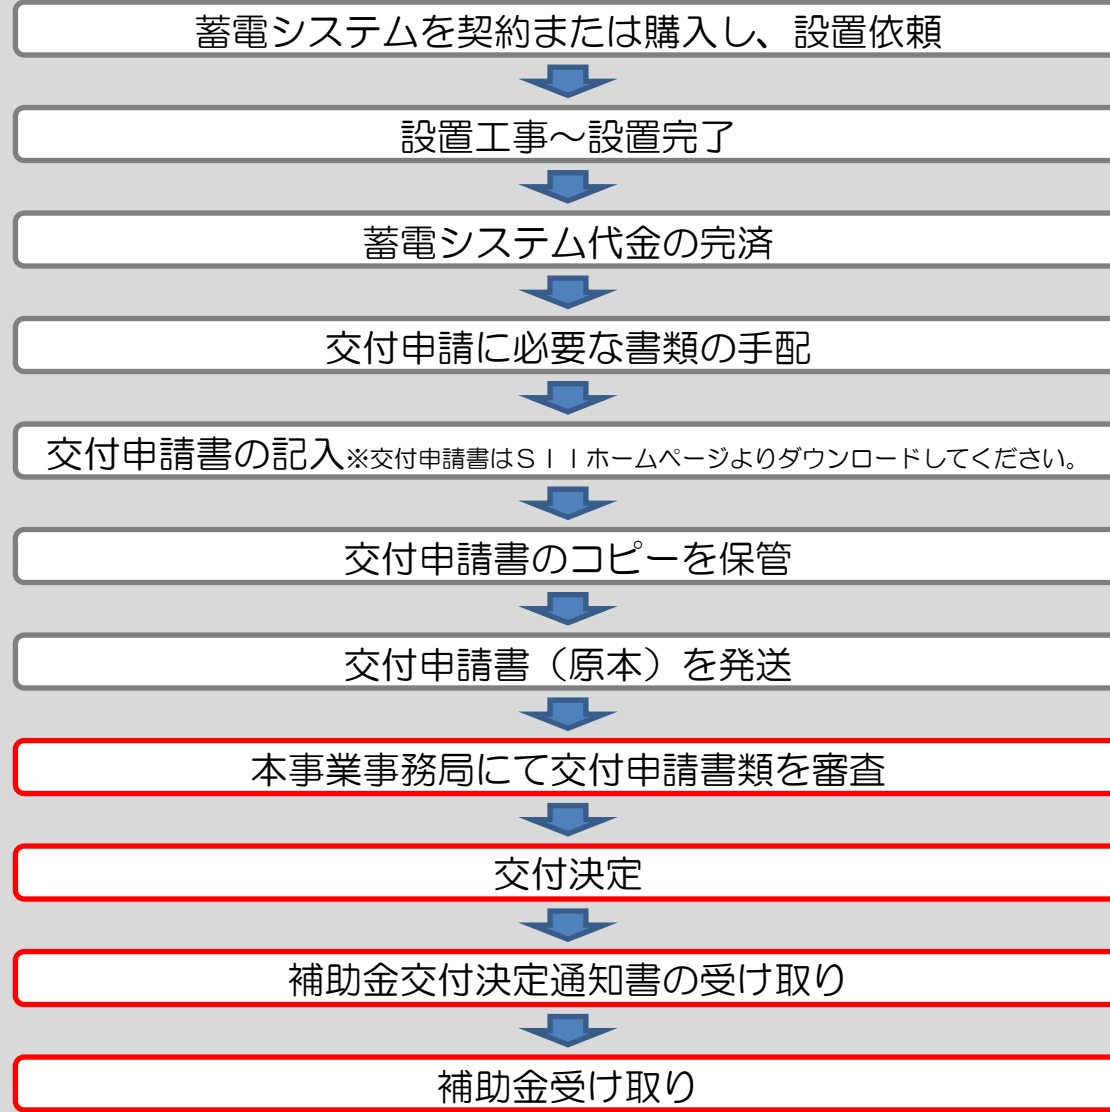 蓄電システムを契約または購入し、設置依頼
設置工事～設置完了
蓄電システム代金の完済
交付申請に必要な書類の手配
交付申請書の記入※交付申請書はＳＩＩホームページよりダウンロードしてください。
交付申請書のコピーを保管
交付申請書（原本）を発送
本事業事務局にて交付申請書類を審査
交付決定
補助金交付決定通知書の受け取り
補助金受け取り